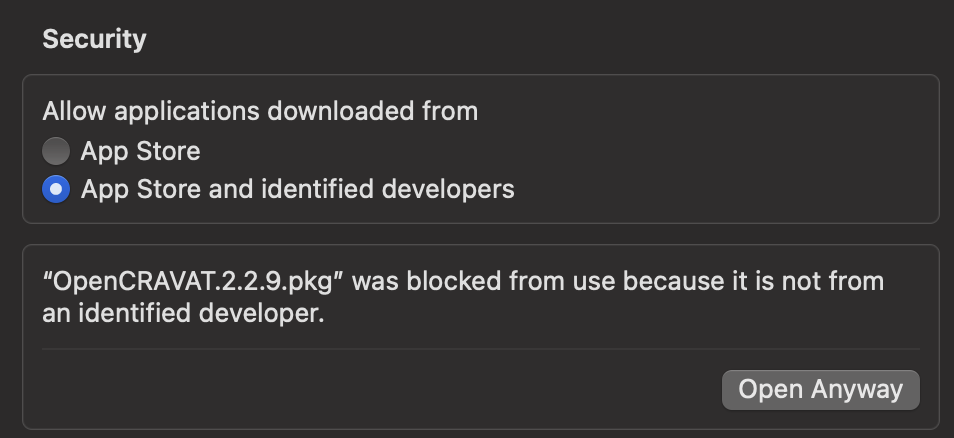 Security
Allow applications downloaded from
App Store
App Store and identified developers
“OpenCRAVAT.2.2.9.pkg” was blocked from use because it is not from
an identified developer.
Open Anyway